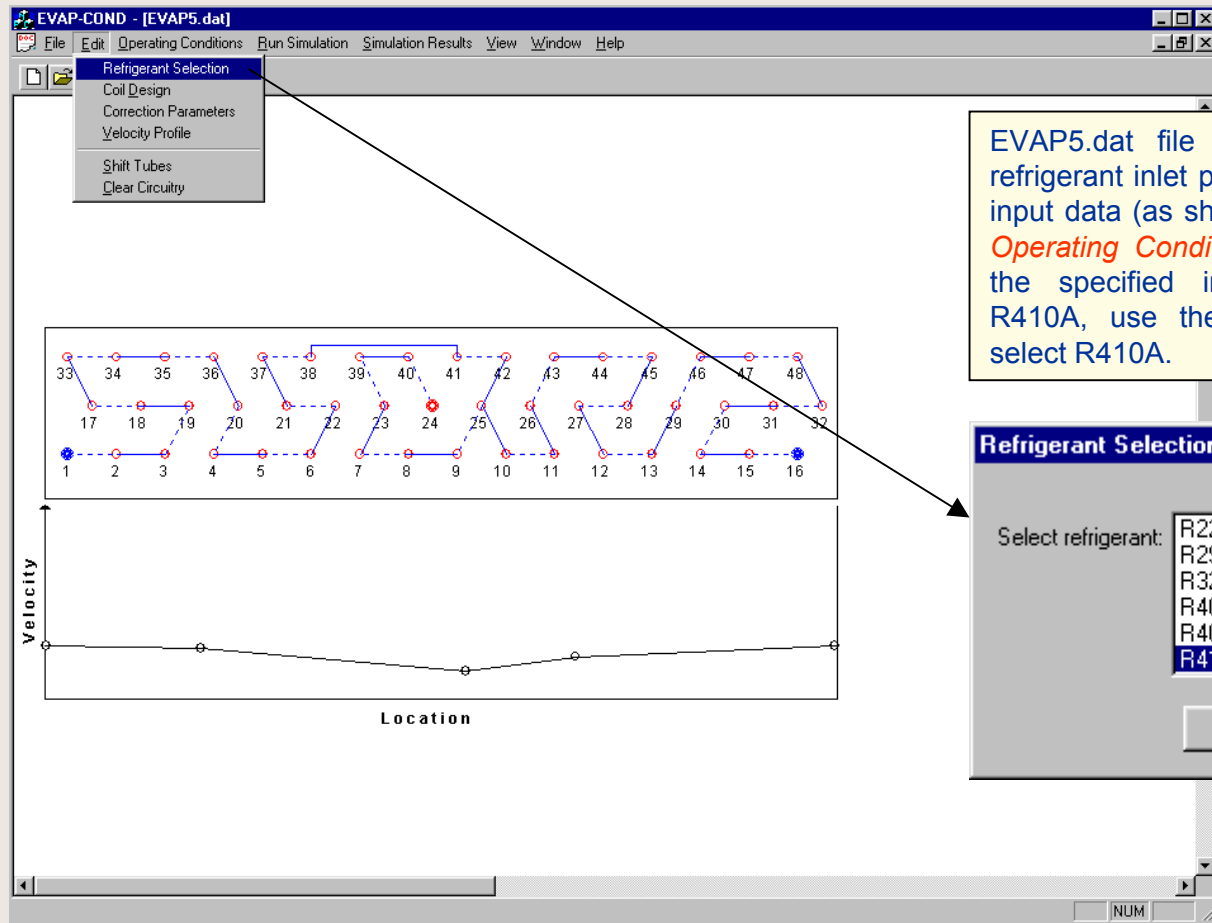 EVAP-COND - [EVAP5.dat]
File Edit Operating Conditions Run Simulation Simulation Results View Window Help
Refrigerant Selection
Coil Design
Correction Parameters
Velocity Profile
Shift Tubes
Clear Circuitry
EVAP5.dat file
refrigerant inlet
input data (as
Operating
the specified
R410A, use the
select R410A.
33 34 35 36 37 38 39 40 41 42 43 44 45 46 47 48
17 18 19 20 21 22 23 24 25 26 27 28 29 30 31 32
1 2 3 4 5 6 7 8 9 10 11 12 13 14 15 16
Velocity
Location
Refrigerant Selection
Select refrigerant:
NUM